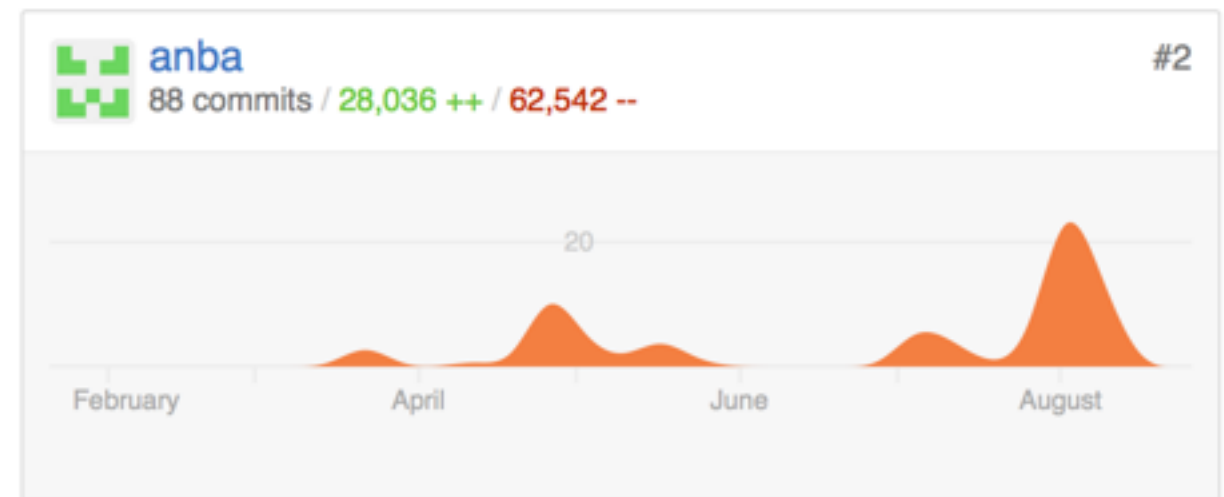 anba #2
88 commits / 28,036 ++ / 62,542 --
20
February April June August